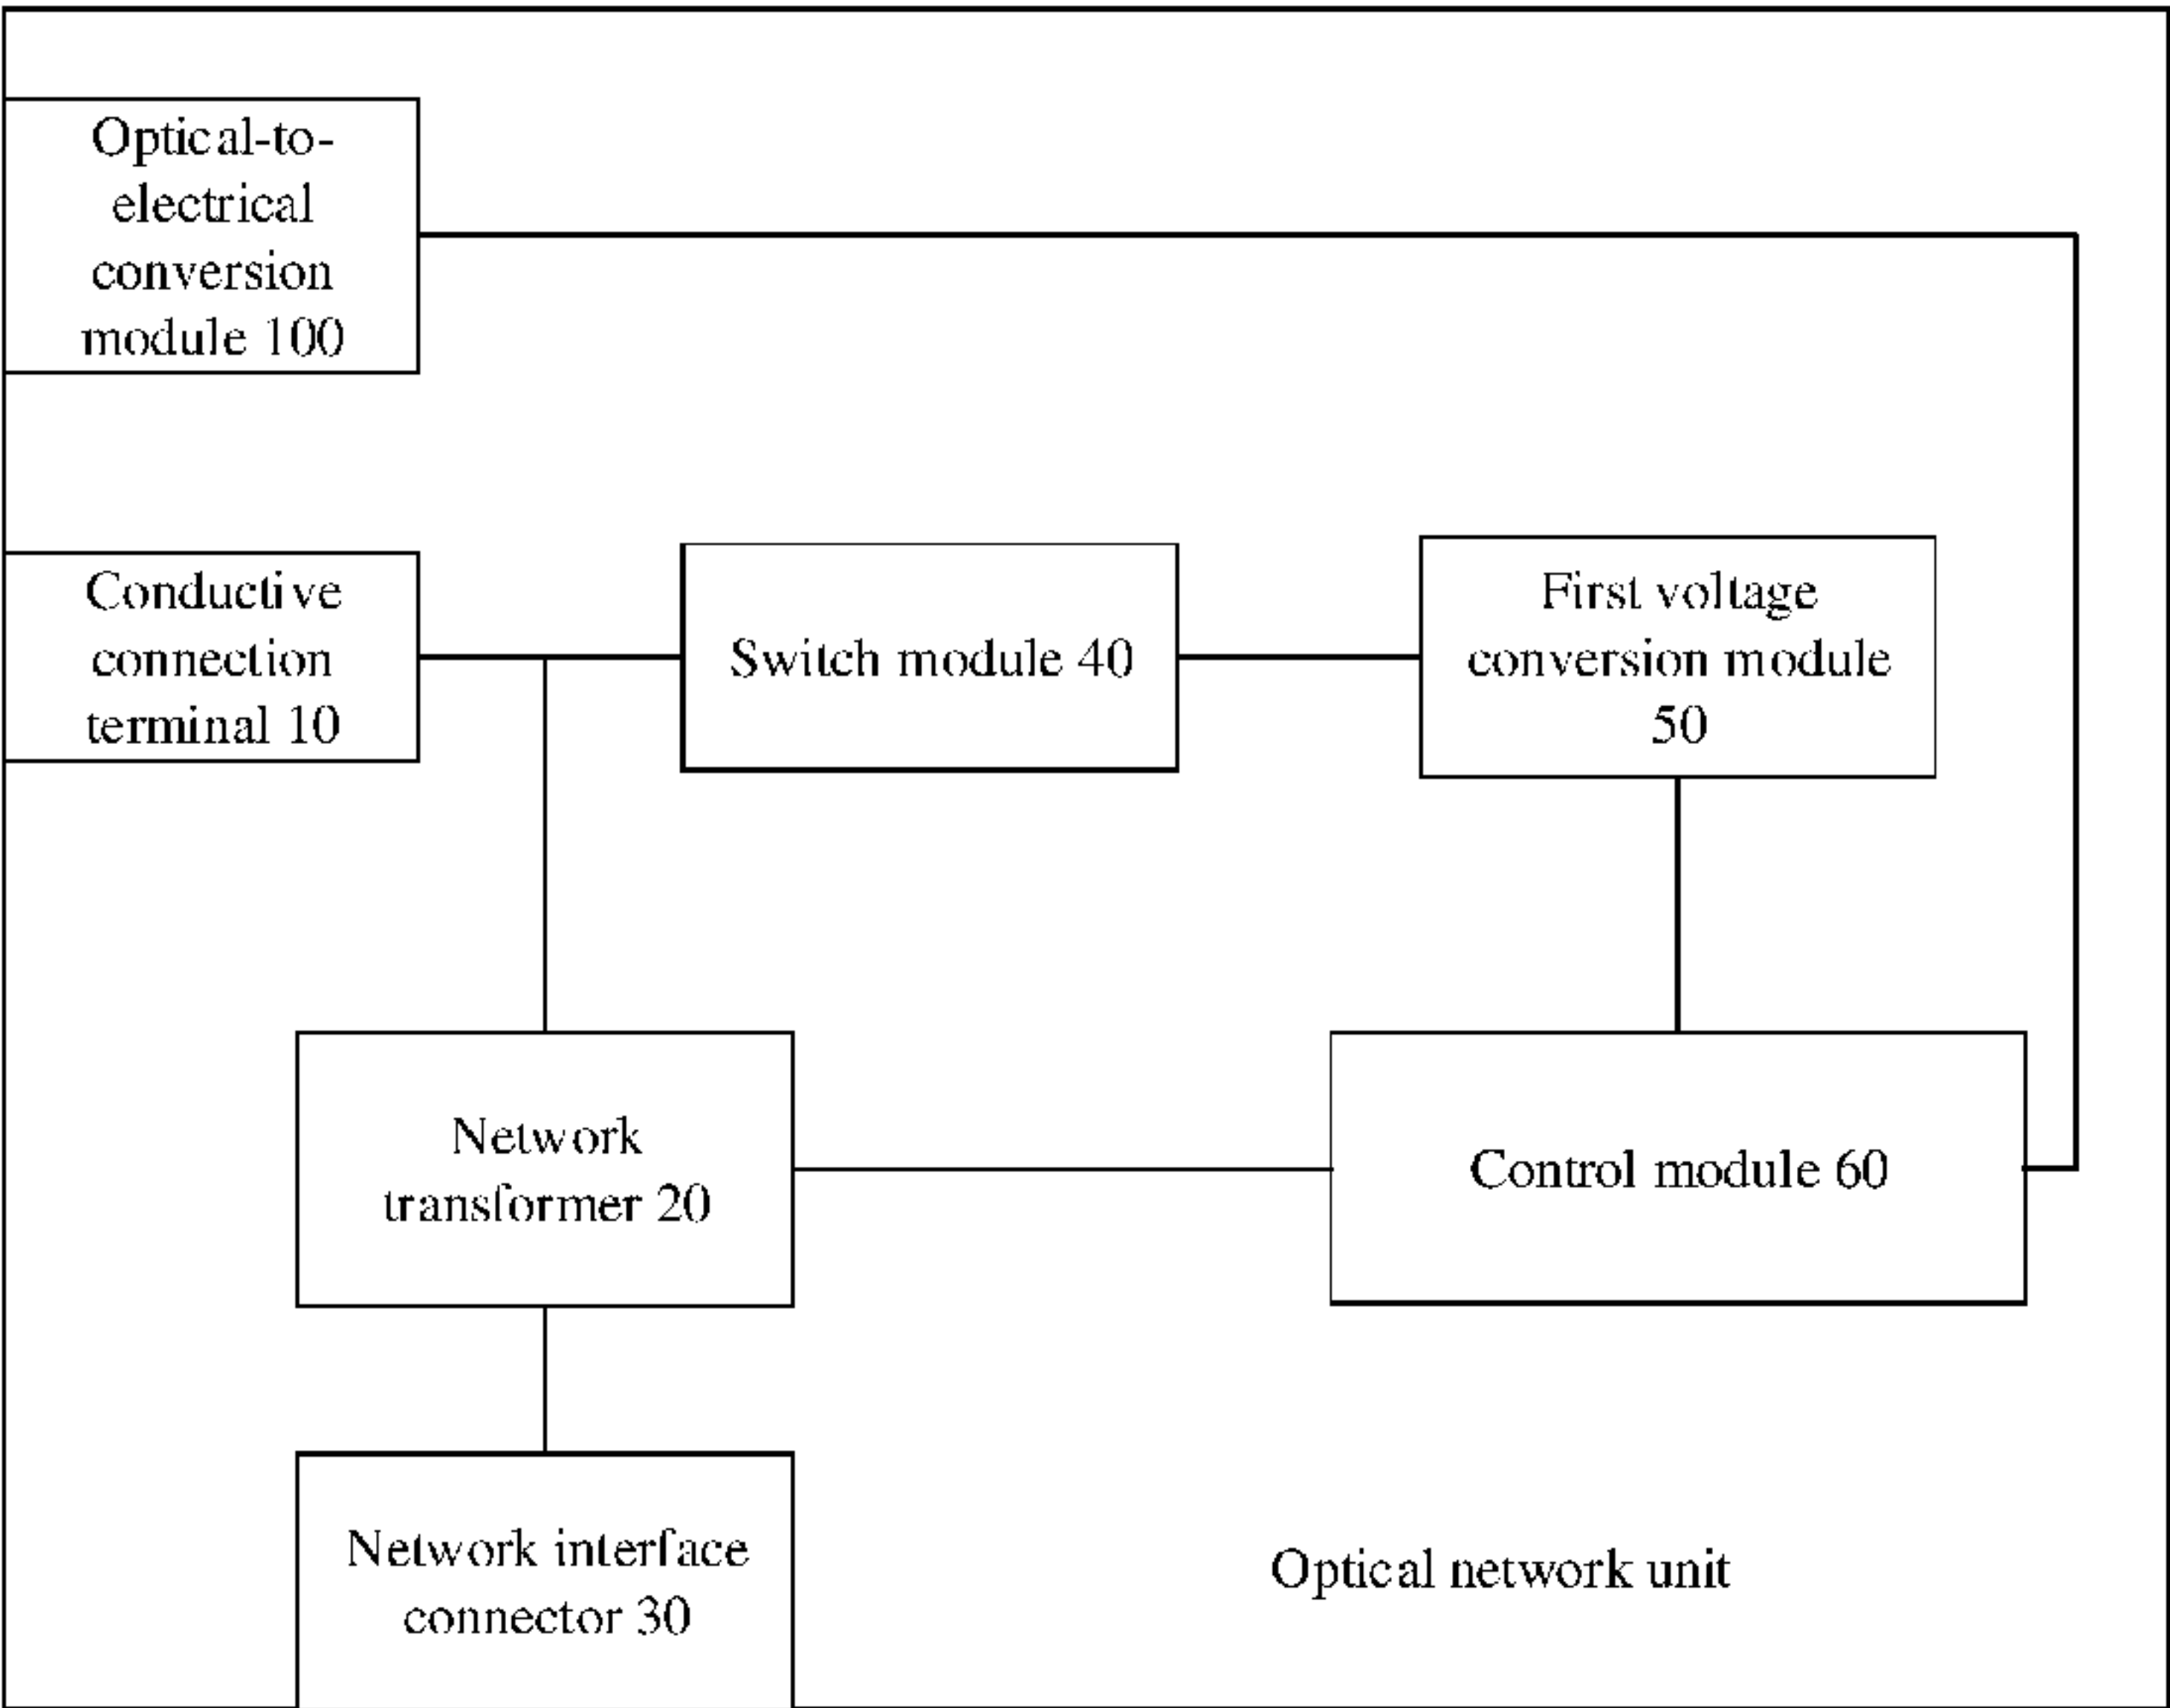 Optical-to-
electrical
conversion
module 100
Conductive
connection
terminal 10
Switch module 40
First voltage
conversion module
50
Network
transformer 20
Control module 60
Network interface
connector 30
Optical network unit